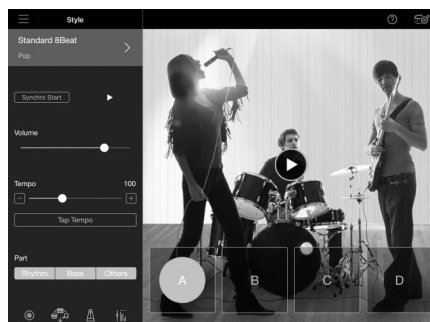 Style
Standard 8Beat
Pop
Synchro Start
Volume
Tempo 100
Tap Tempo
Part
Rhythm Bass Others
A B C D